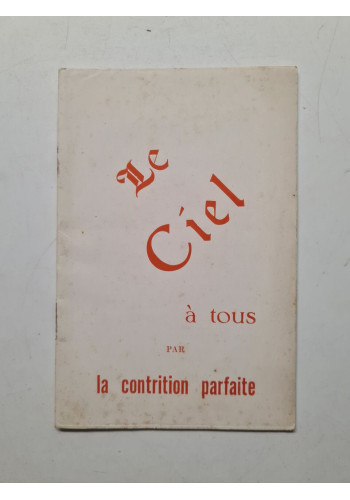 Le
Ciel
à tous
PAR
la contrition parfaite